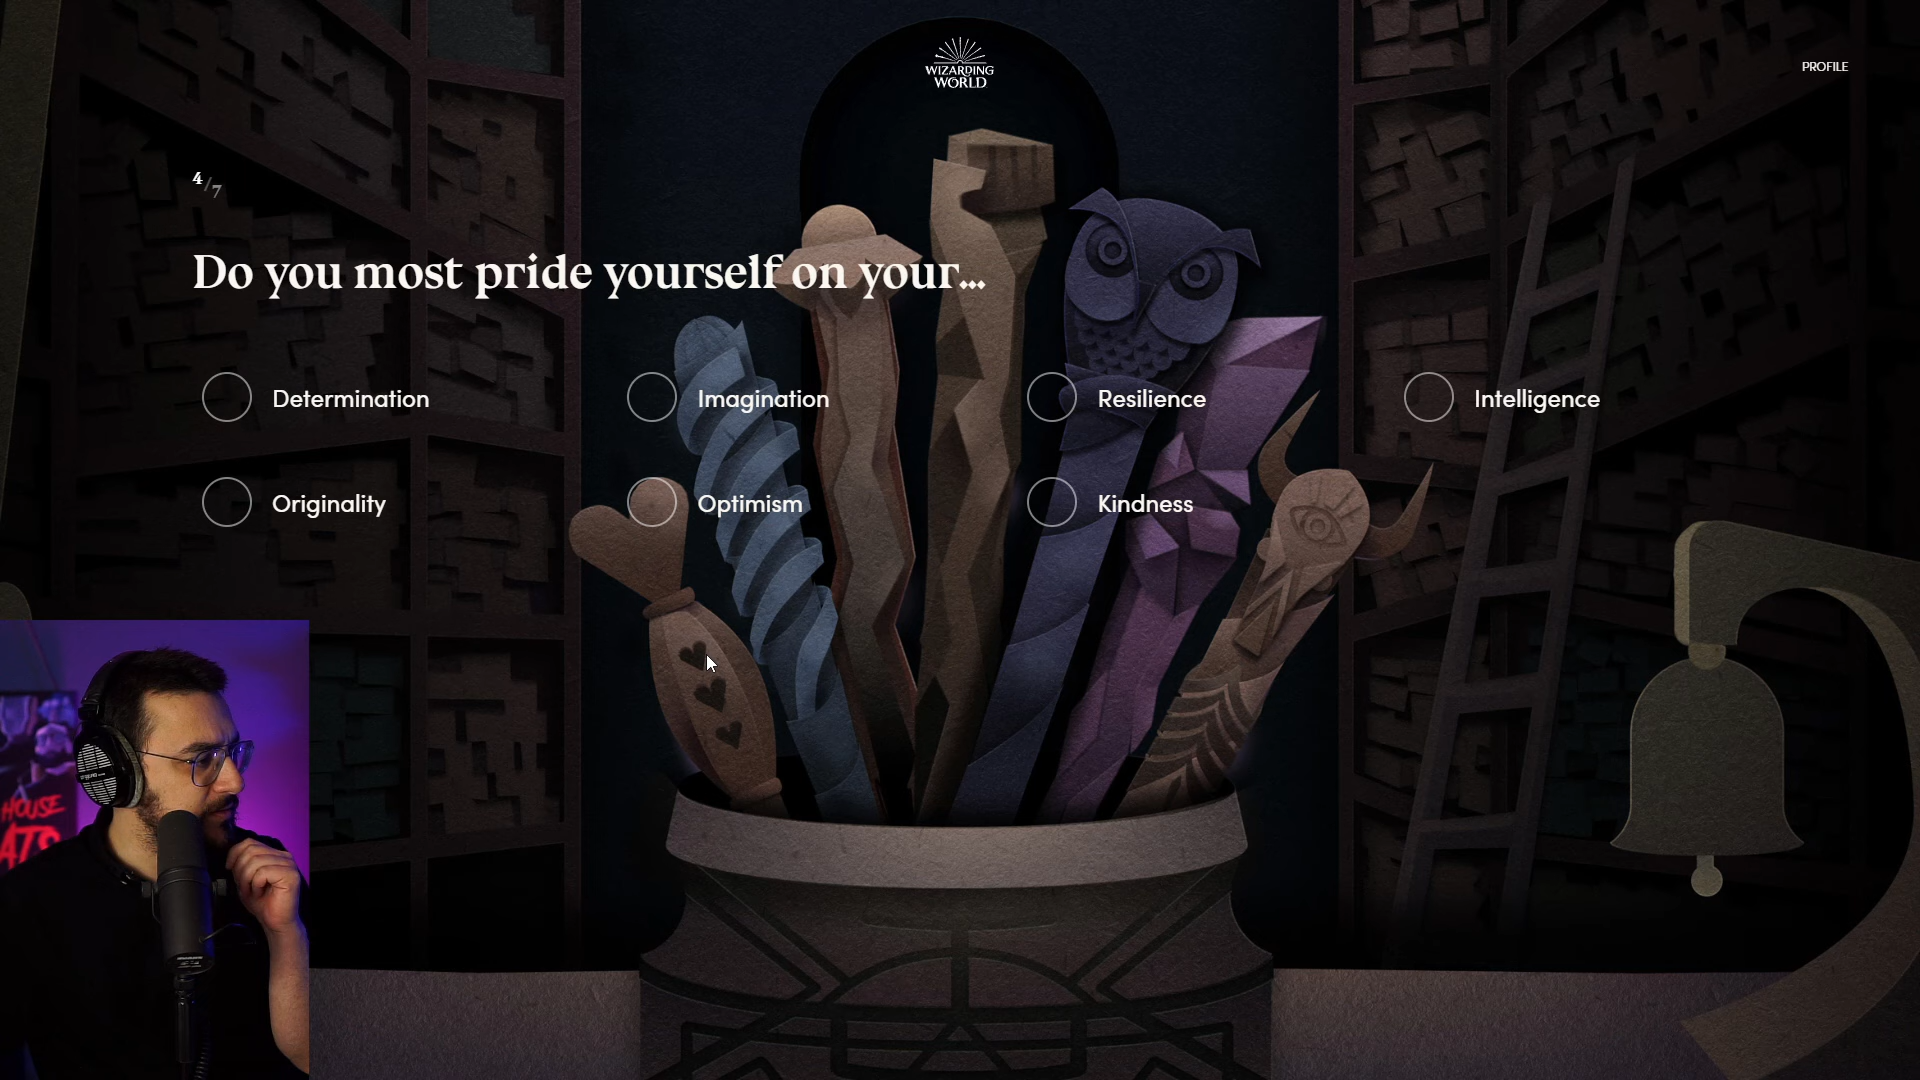 WIZARDING
WORLD
PROFILE
4/7
Do you most pride yourself on your...
Determination
Imagination
Resilience
Intelligence
Originality
Optimism
Kindness
HOUSE